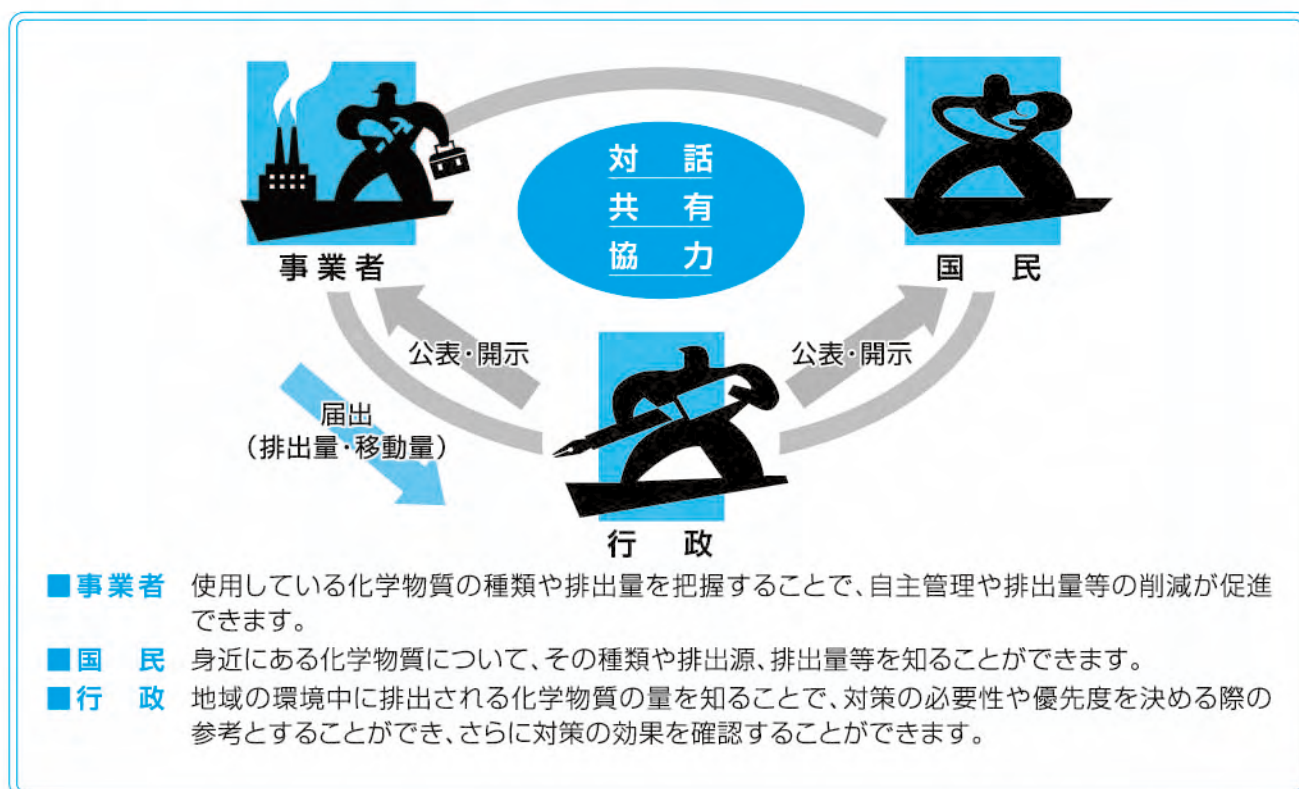 対話
共有
協力
事業者
国民
公表・開示
公表・開示
届出
（排出量・移動量）
行政
■事業者 使用している化学物質の種類や排出量を把握することで、自主管理や排出量等の削減が促進
できます。
■国民 身近にある化学物質について、その種類や排出源、排出量等を知ることができます。
■行政 地域の環境中に排出される化学物質の量を知ることで、対策の必要性や優先度を決める際の
参考とすることができ、さらに対策の効果を確認することができます。